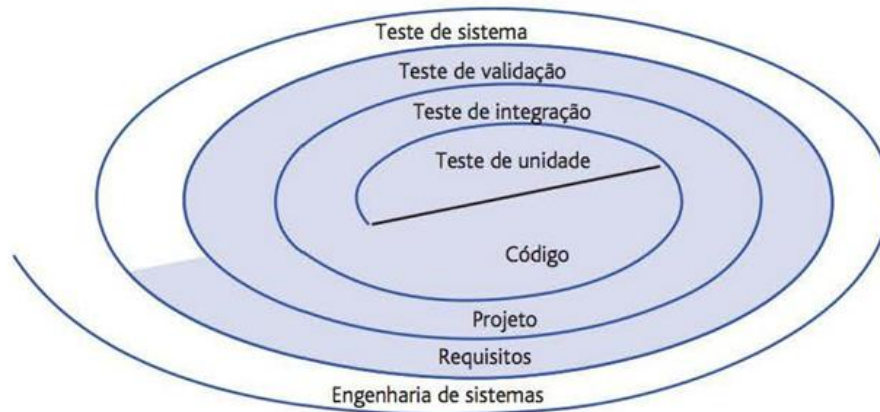 Teste de sistema
Teste de validação
Teste de integração
Teste de unidade
Código
Projeto
Requisitos
Engenharia de sistemas